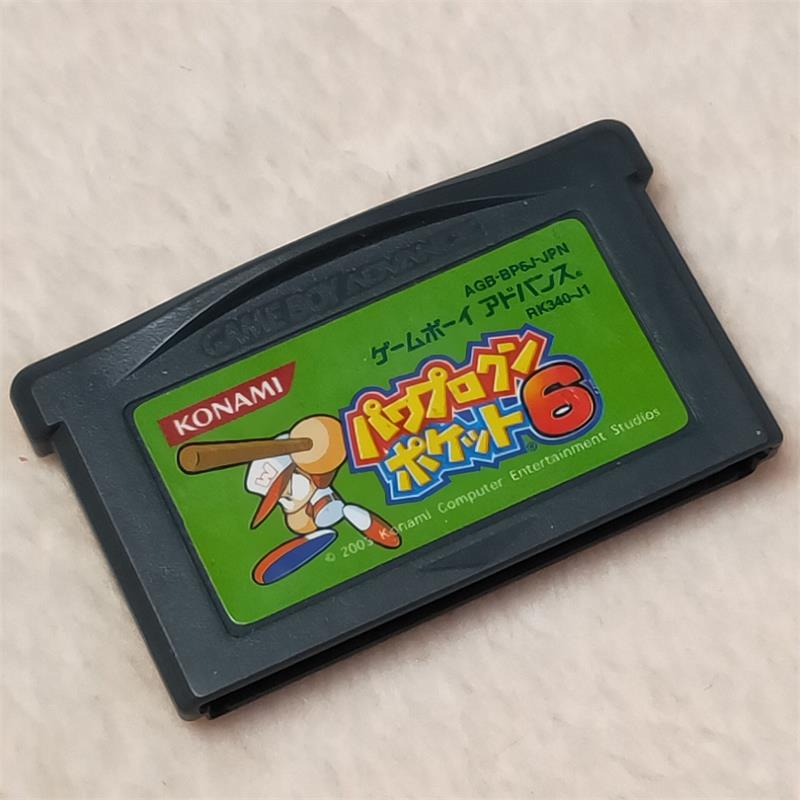 GAME BOY ADVANCE
AGB-BP6J-JPN
ゲームボーイ アドバンス®
RK340-J1
KONAMI
パワプロクン
ポケット6®
W
© 2003 Konami Computer Entertainment Studios